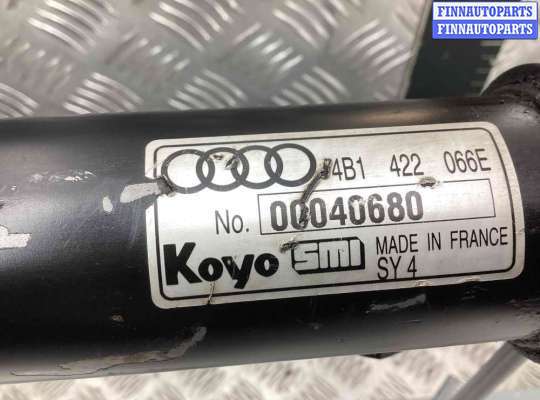 FINNAUTOPARTS
FINNAUTOPARTS
4B1 422 066E
No. 00040680
Koyo SMI MADE IN FRANCE
SY 4